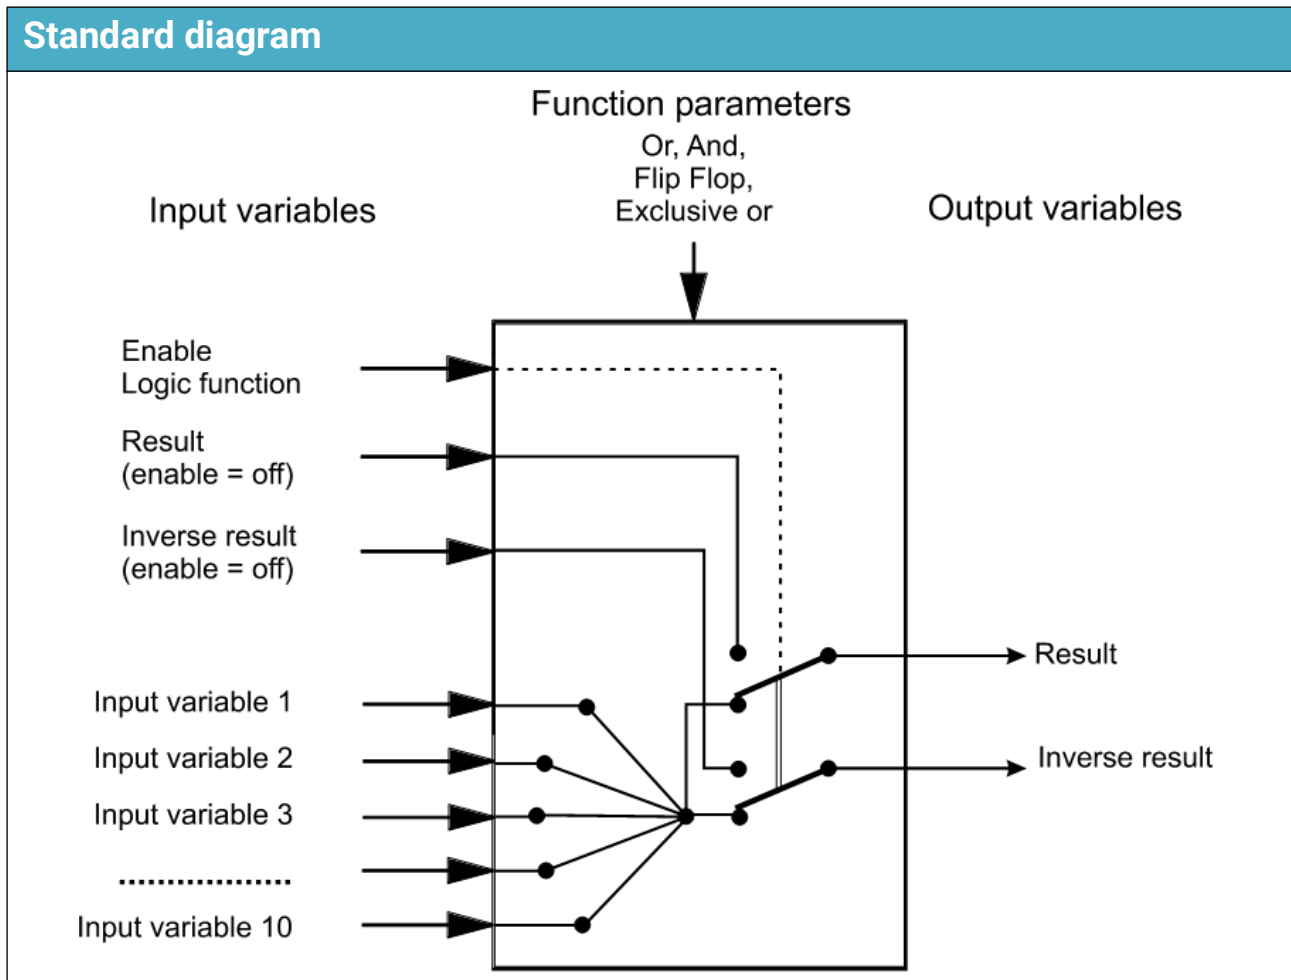 Standard diagram
Function parameters
Or, And,
Flip Flop,
Exclusive or
Input variables
Output variables
Enable
Logic function
Result
(enable = off)
Inverse result
(enable = off)
Result
Input variable 1
Input variable 2
Inverse result
Input variable 3
...................
Input variable 10